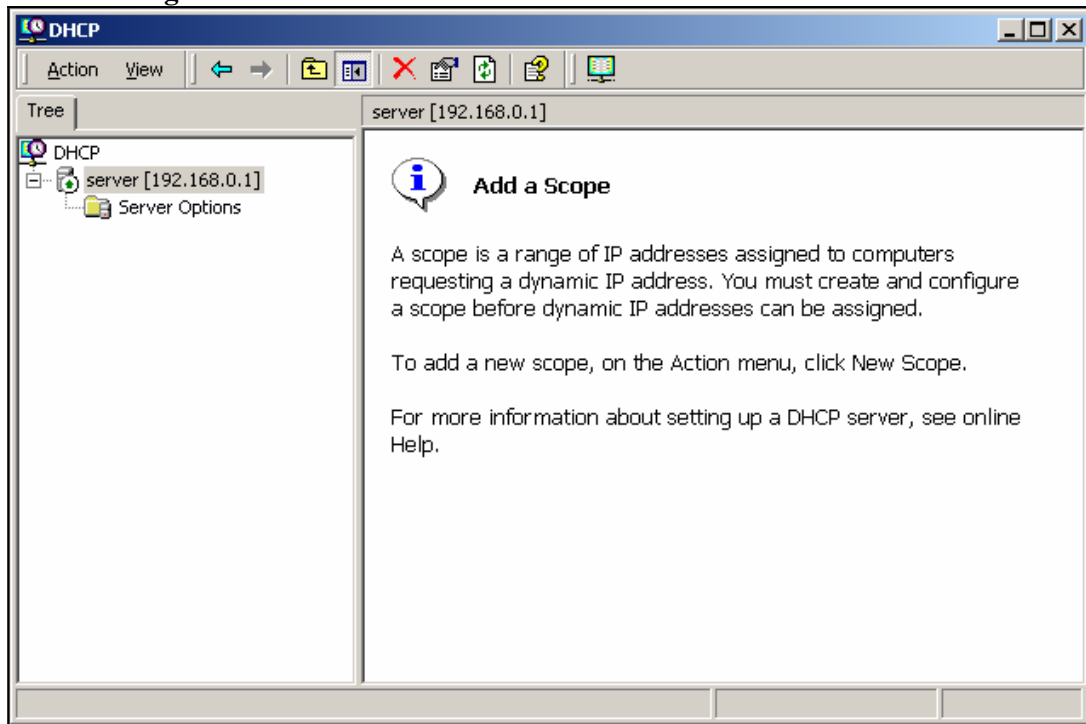 DHCP
Action View
Tree
server [192.168.0.1]
DHCP
server [192.168.0.1]
Server Options
Add a Scope
A scope is a range of IP addresses assigned to computers
requesting a dynamic IP address. You must create and configure
a scope before dynamic IP addresses can be assigned.
To add a new scope, on the Action menu, click New Scope.
For more information about setting up a DHCP server, see online
Help.